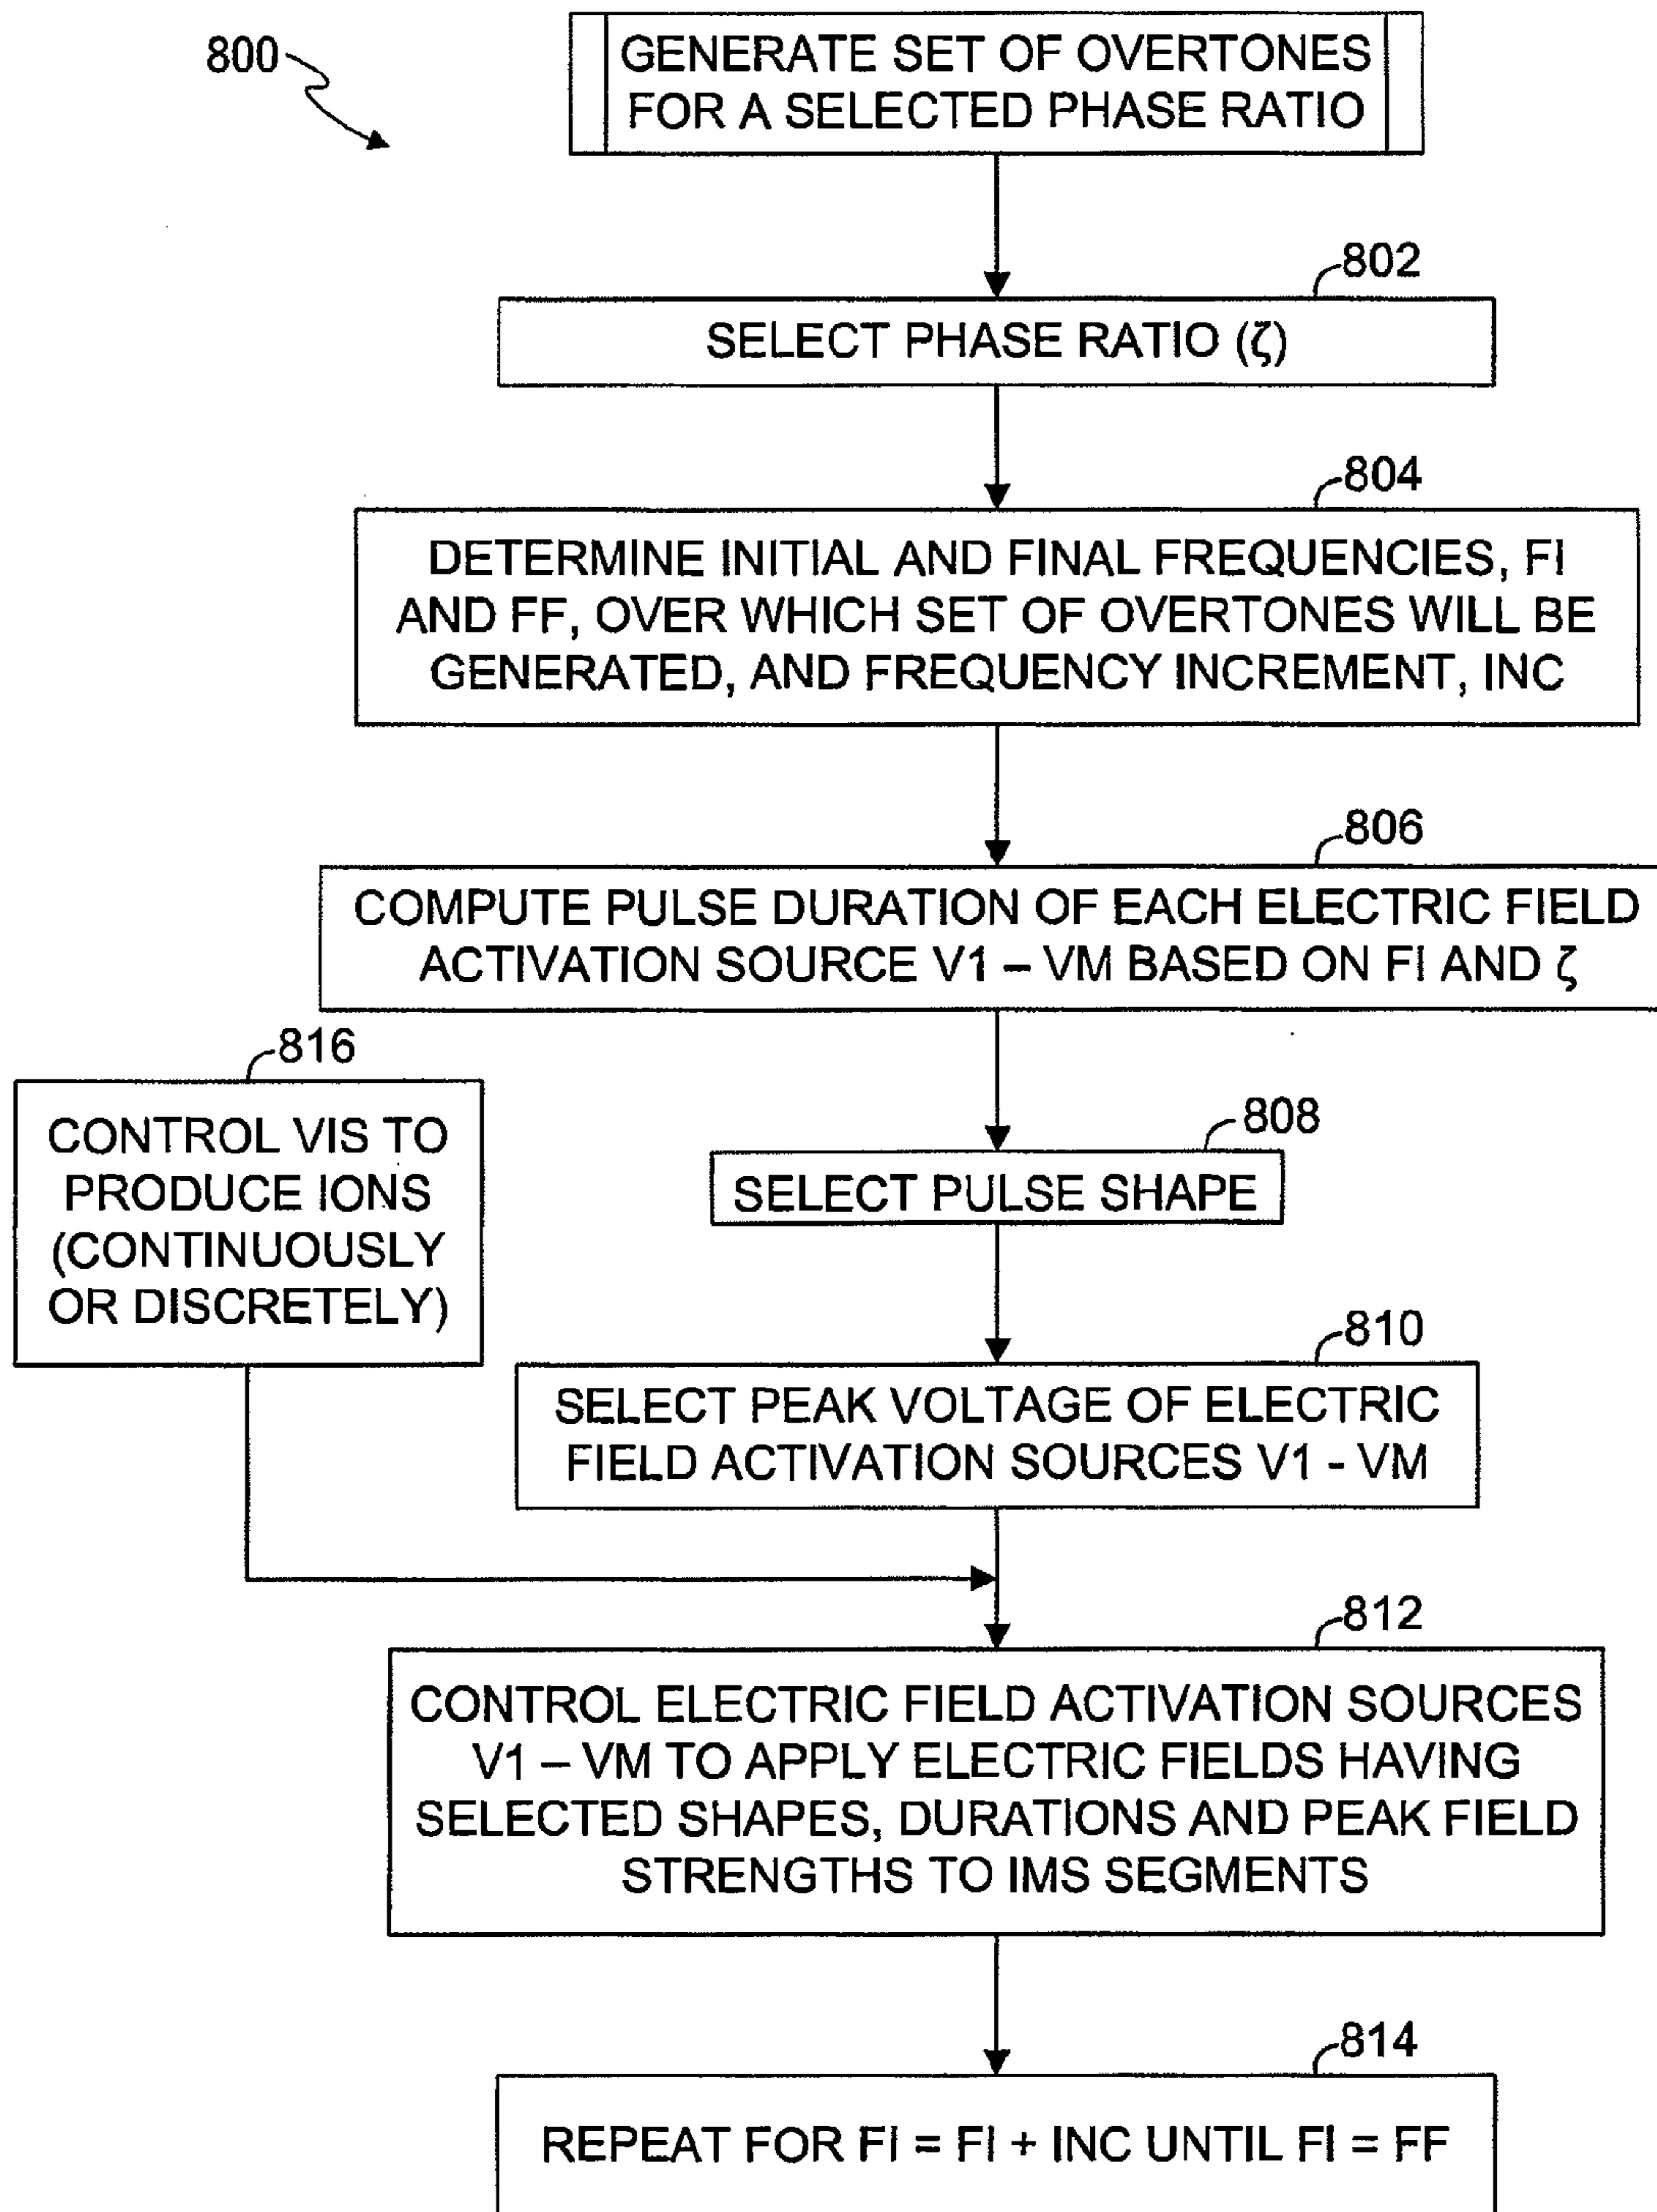 800
GENERATE SET OF OVERTONES
FOR A SELECTED PHASE RATIO
802
SELECT PHASE RATIO (ζ)
804
DETERMINE INITIAL AND FINAL FREQUENCIES, FI
AND FF, OVER WHICH SET OF OVERTONES WILL BE
GENERATED, AND FREQUENCY INCREMENT, INC
806
COMPUTE PULSE DURATION OF EACH ELECTRIC FIELD
ACTIVATION SOURCE V1 – VM BASED ON FI AND ζ
816
CONTROL VIS TO
PRODUCE IONS
(CONTINUOUSLY
OR DISCRETELY)
808
SELECT PULSE SHAPE
810
SELECT PEAK VOLTAGE OF ELECTRIC
FIELD ACTIVATION SOURCES V1 - VM
812
CONTROL ELECTRIC FIELD ACTIVATION SOURCES
V1 – VM TO APPLY ELECTRIC FIELDS HAVING
SELECTED SHAPES, DURATIONS AND PEAK FIELD
STRENGTHS TO IMS SEGMENTS
814
REPEAT FOR FI = FI + INC UNTIL FI = FF